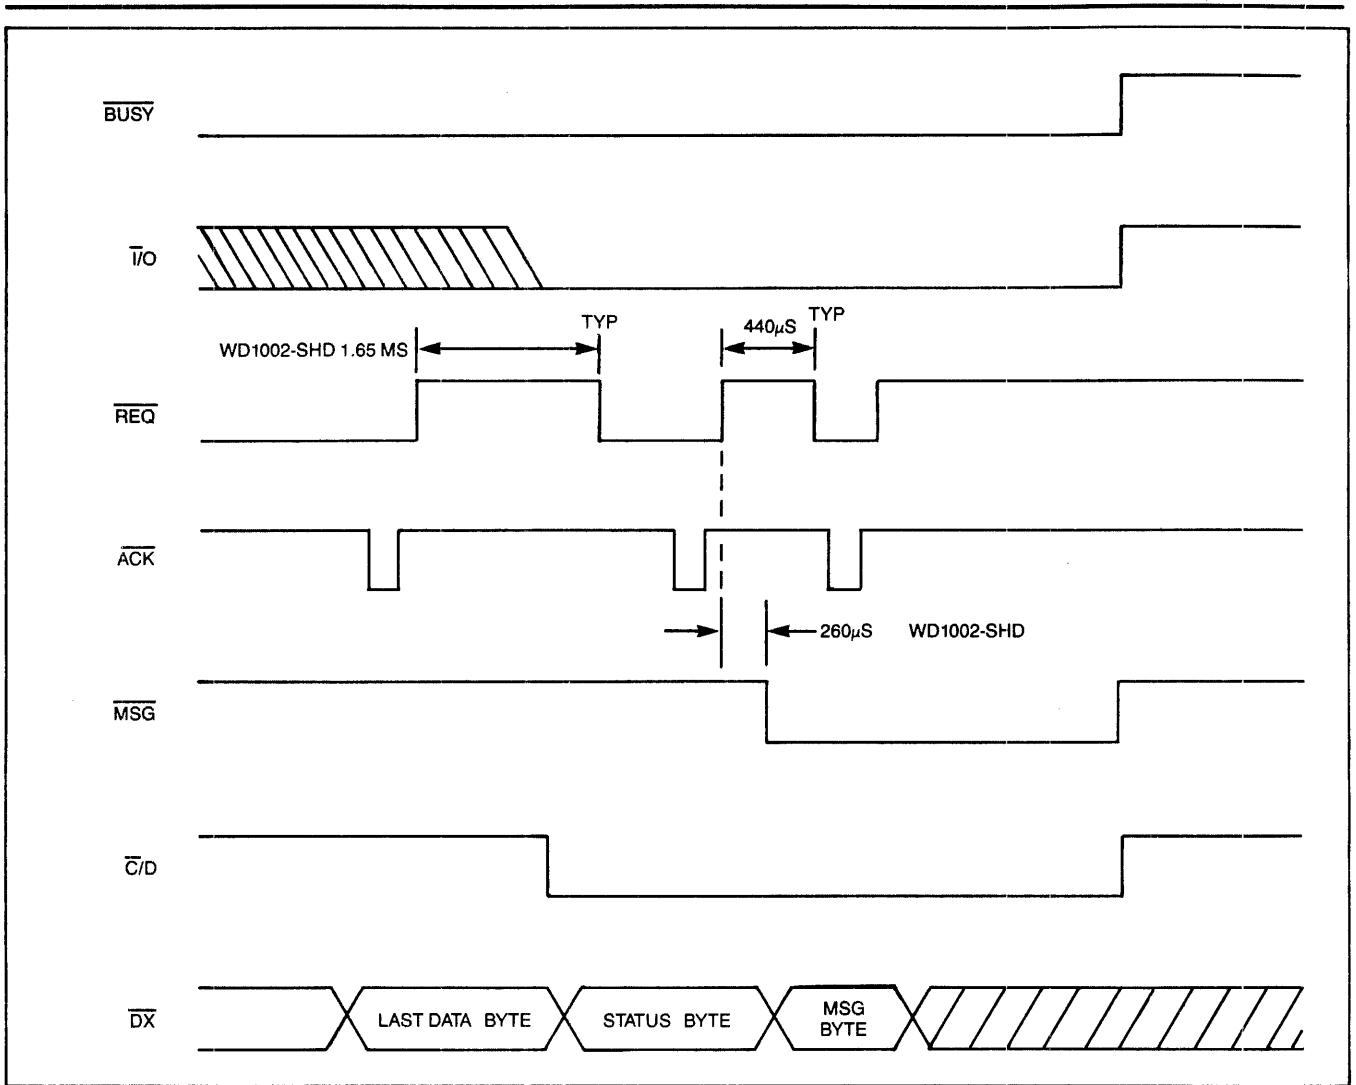 BUSY
I/O
TYP
440µS
TYP
WD1002-SHD 1.65 MS
REQ
ACK
260µS
WD1002-SHD
MSG
C/D
LAST DATA BYTE
STATUS BYTE
MSG
BYTE
DX